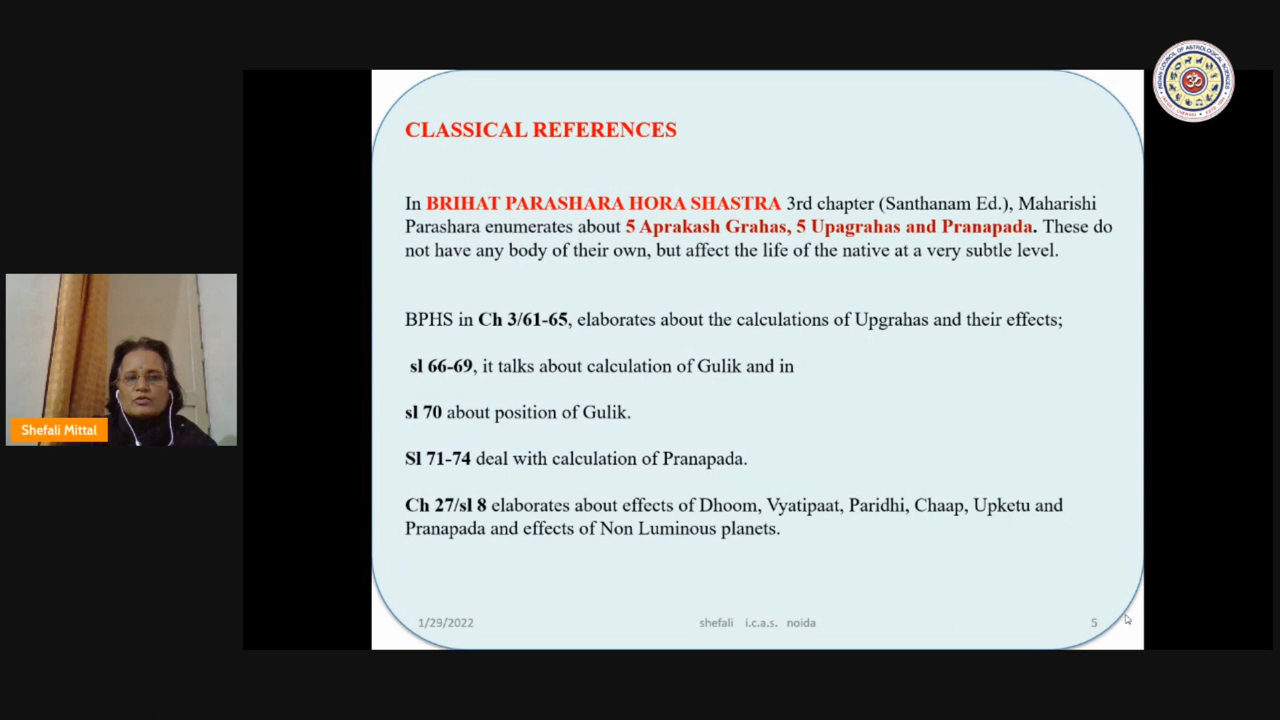 CLASSICAL REFERENCES
In BRIHAT PARASHARA HORA SHASTRA 3rd chapter (Santhanam Ed.), Maharishi
Parashara enumerates about 5 Aprakash Grahas, 5 Upagrahas and Pranapada. These do
not have any body of their own, but affect the life of the native at a very subtle level.
BPHS in Ch 3/61-65, elaborates about the calculations of Upgrahas and their effects;
sl 66-69, it talks about calculation of Gulik and in
sl 70 about position of Gulik.
Sl 71-74 deal with calculation of Pranapada.
Ch 27/sl 8 elaborates about effects of Dhoom, Vyatipaat, Paridhi, Chaap, Upketu and
Pranapada and effects of Non Luminous planets.
1/29/2022 shefali i.c.a.s. noida 5
Shefali Mittal
INDIAN COUNCIL OF ASTROLOGICAL SCIENCES
ॐ